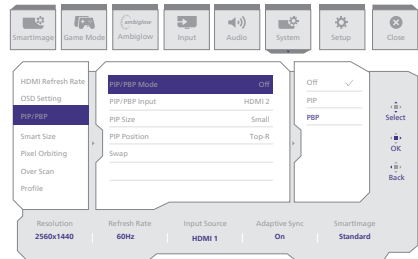 SmartImage
Game Mode
ambiglow
Ambiglow
Input
Audio
System
Setup
Close
HDMI Refresh Rate
OSD Setting
PIP/PBP
Smart Size
Pixel Orbiting
Over Scan
Profile
PIP/PBP Mode Off
PIP/PBP Input HDMI 2
PIP Size Small
PIP Position Top-R
Swap
Off
PIP
PBP
Select
OK
Back
Resolution Refresh Rate Input Source Adaptive Sync SmartImage
2560x1440 60Hz HDMI 1 On Standard